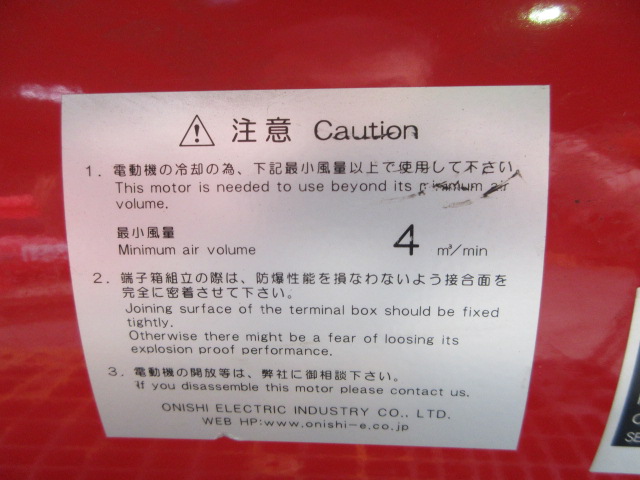 ⚠ 注意 Caution
1. 電動機の冷却の為、下記最小風量以上で使用して下さい。
This motor is needed to use beyond its minimum air
volume.
最小風量
Minimum air volume 4 m³/min
2. 端子箱組立の際は、防爆性能を損なわないよう接合面を
完全に密着させて下さい。
Joining surface of the terminal box should be fixed
tightly.
Otherwise there might be a fear of loosing its
explosion proof performance.
3. 電動機の開放等は、弊社に御相談下さい。
If you disassemble this motor please contact us.
ONISHI ELECTRIC INDUSTRY CO., LTD.
WEB HP:www.onishi-e.co.jp